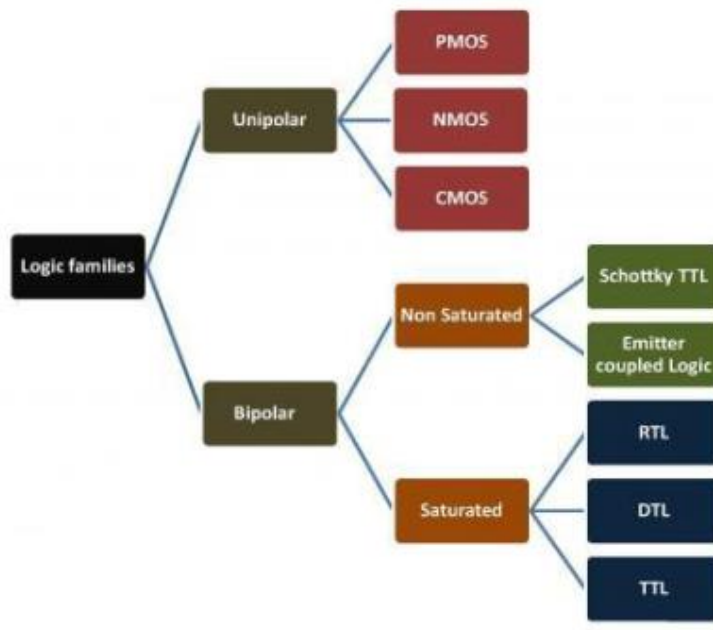 PMOS
Unipolar
NMOS
CMOS
Logic families
Schottky TTL
Non Saturated
Emitter
coupled Logic
Bipolar
RTL
Saturated
DTL
TTL